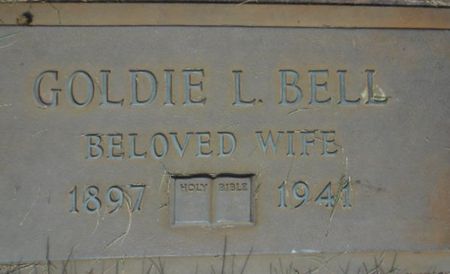 GOLDIE L. BELL
BELOVED WIFE
1897 HOLY BIBLE 1941